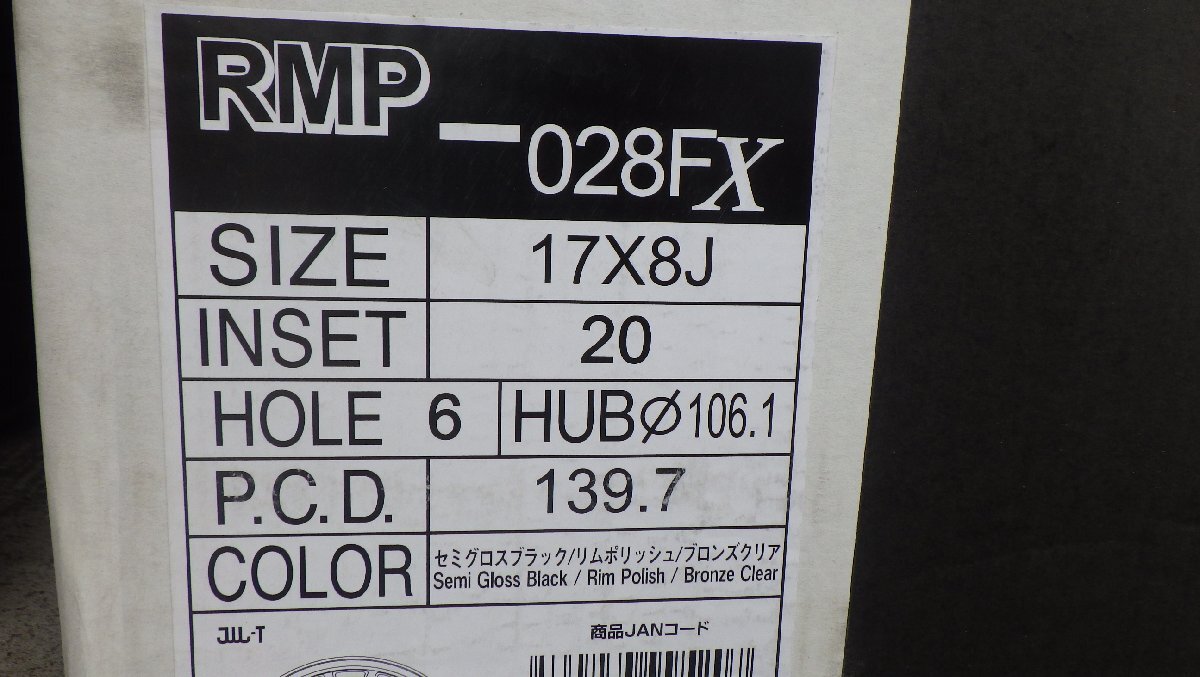 RMP -028FX
SIZE 17X8J
INSET 20
HOLE 6 HUBØ106.1
P.C.D. 139.7
セミグロスブラック/リムポリッシュ/ブロンズクリア
COLOR Semi Gloss Black / Rim Polish / Bronze Clear
JWL-T 商品JANコード